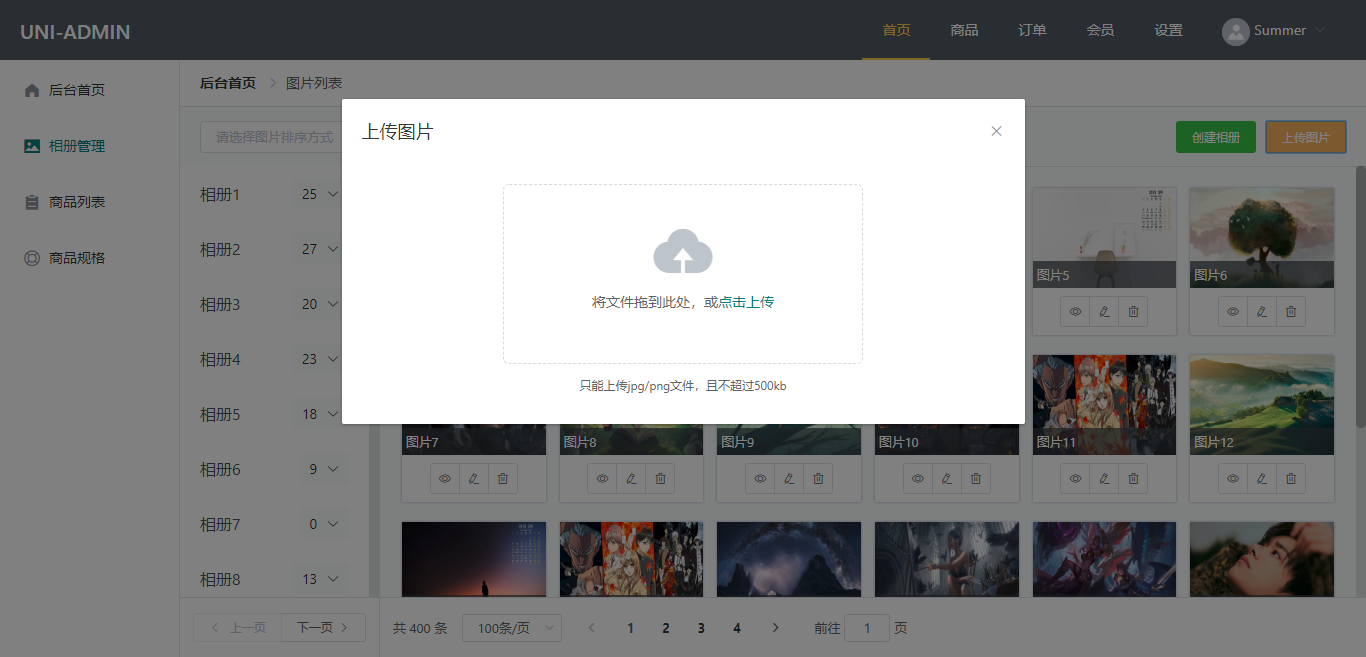 UNI-ADMIN
首页 商品 订单 会员 设置 Summer
后台首页
相册管理
商品列表
商品规格
后台首页 图片列表
请选择图片排序方式
创建相册 上传图片
相册1 25
相册2 27
相册3 20
相册4 23
相册5 18
相册6 9
相册7 0
相册8 13
上传图片
将文件拖到此处，或点击上传
只能上传jpg/png文件，且不超过500kb
图片5 图片6
图片7 图片8 图片9 图片10 图片11 图片12
上一页 下一页
共 400 条 100条/页 1 2 3 4 前往 1 页